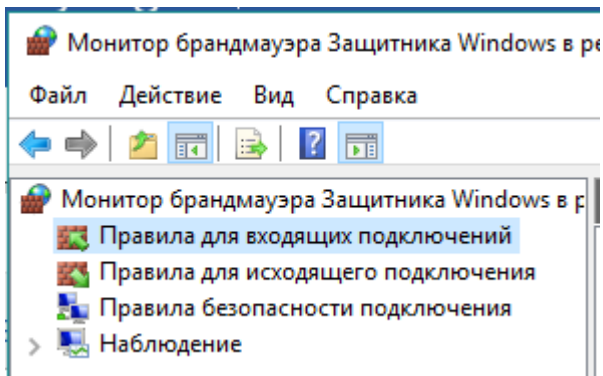 Монитор брандмауэра Защитника Windows в ре
Файл Действие Вид Справка
Монитор брандмауэра Защитника Windows в р
Правила для входящих подключений
Правила для исходящего подключения
Правила безопасности подключения
Наблюдение